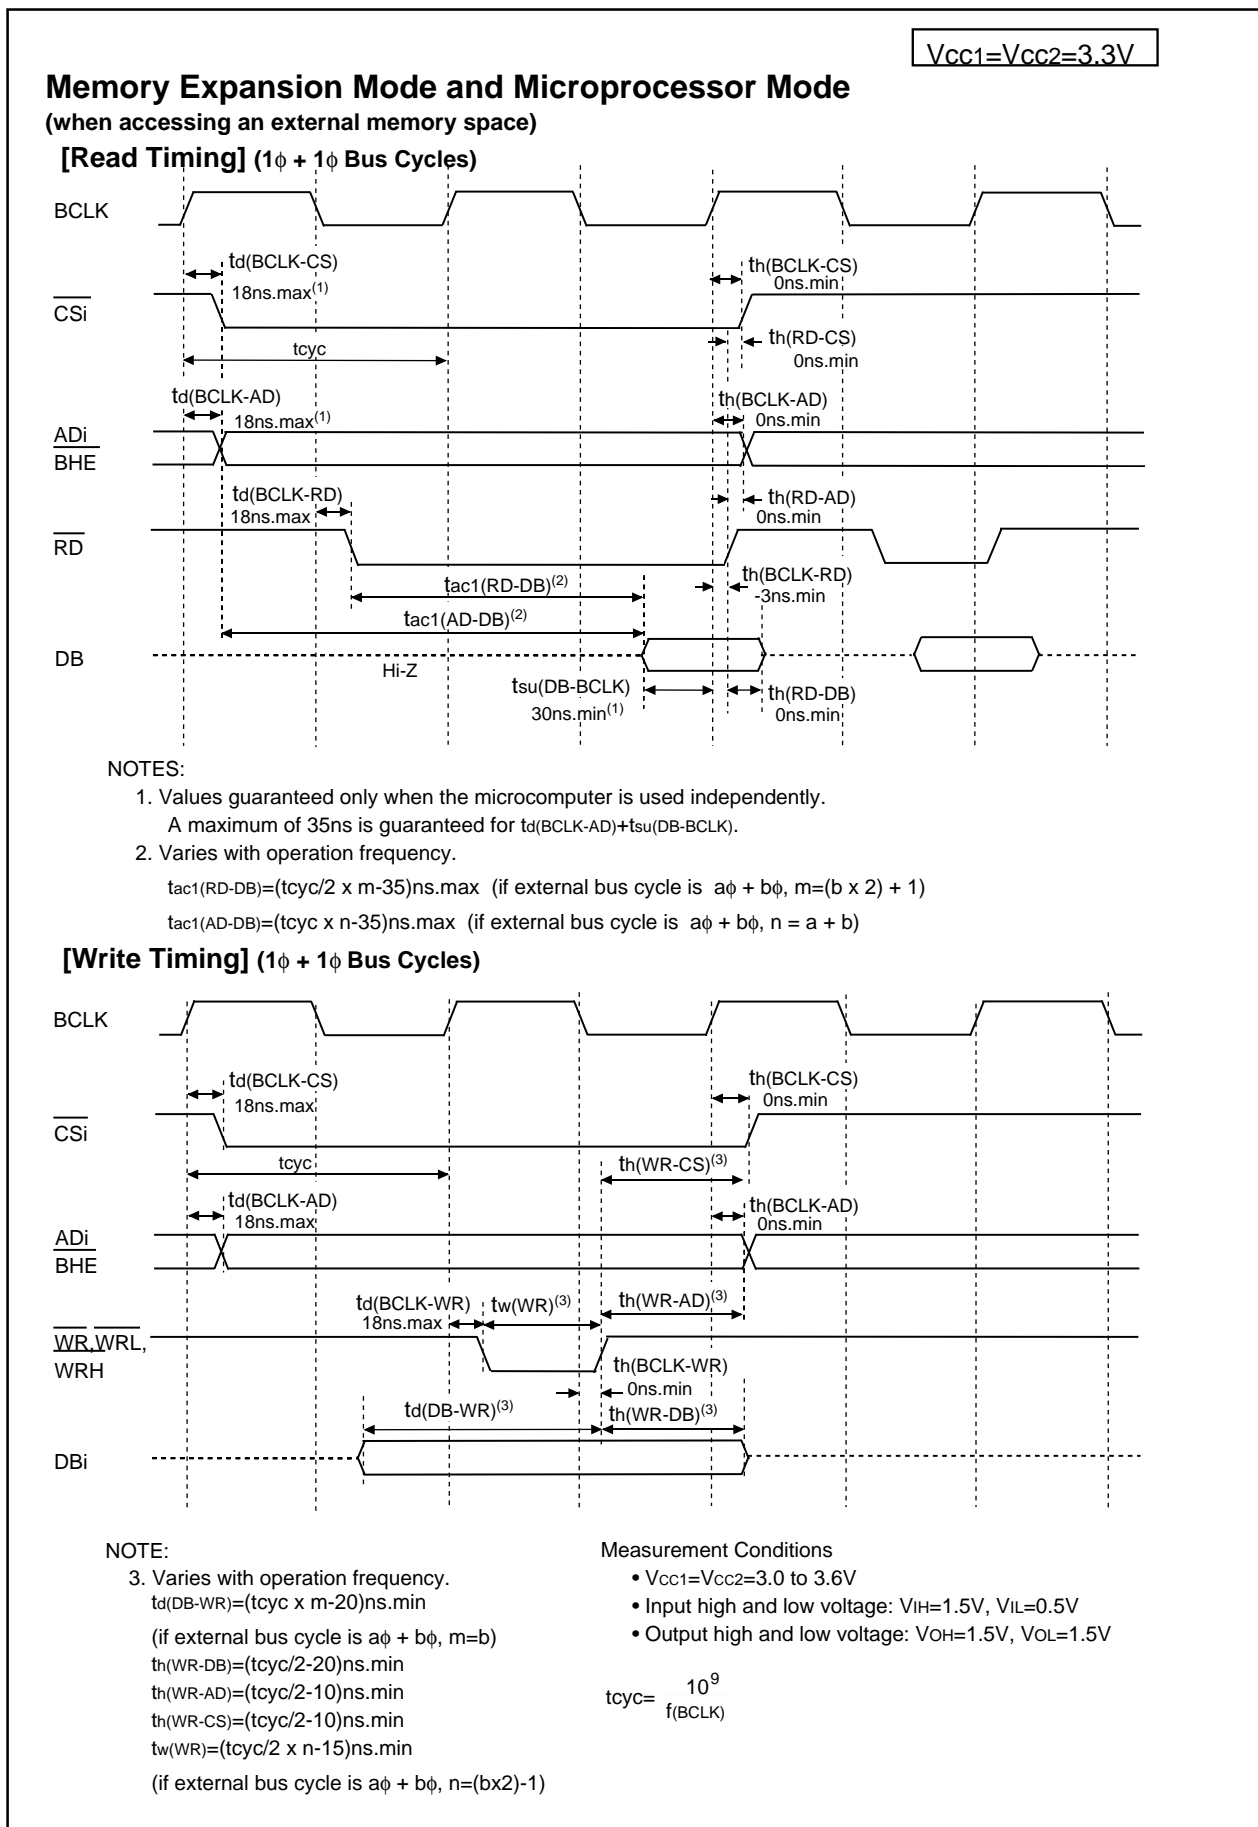 Vcc1=Vcc2=3.3V
Memory Expansion Mode and Microprocessor Mode
(when accessing an external memory space)
[Read Timing] (1ϕ + 1ϕ Bus Cycles)
BCLK
td(BCLK-CS)
18ns.max(1)
th(BCLK-CS)
0ns.min
CSi
tcyc
th(RD-CS)
0ns.min
td(BCLK-AD)
18ns.max(1)
th(BCLK-AD)
0ns.min
ADi
BHE
td(BCLK-RD)
18ns.max
th(RD-AD)
0ns.min
RD
tac1(RD-DB)(2)
th(BCLK-RD)
-3ns.min
tac1(AD-DB)(2)
DB
Hi-Z
tsu(DB-BCLK)
30ns.min(1)
th(RD-DB)
0ns.min
NOTES:
1. Values guaranteed only when the microcomputer is used independently.
A maximum of 35ns is guaranteed for td(BCLK-AD)+tsu(DB-BCLK).
2. Varies with operation frequency.
tac1(RD-DB)=(tcyc/2 x m-35)ns.max (if external bus cycle is aϕ + bϕ, m=(b x 2) + 1)
tac1(AD-DB)=(tcyc x n-35)ns.max (if external bus cycle is aϕ + bϕ, n = a + b)
[Write Timing] (1ϕ + 1ϕ Bus Cycles)
BCLK
td(BCLK-CS)
18ns.max
th(BCLK-CS)
0ns.min
CSi
tcyc
th(WR-CS)(3)
td(BCLK-AD)
18ns.max
th(BCLK-AD)
0ns.min
ADi
BHE
td(BCLK-WR)
18ns.max
tw(WR)(3)
th(WR-AD)(3)
WR,WRL,
WRH
th(BCLK-WR)
0ns.min
td(DB-WR)(3)
th(WR-DB)(3)
DBi
NOTE:
3. Varies with operation frequency.
td(DB-WR)=(tcyc x m-20)ns.min
(if external bus cycle is aϕ + bϕ, m=b)
th(WR-DB)=(tcyc/2-20)ns.min
th(WR-AD)=(tcyc/2-10)ns.min
th(WR-CS)=(tcyc/2-10)ns.min
tw(WR)=(tcyc/2 x n-15)ns.min
(if external bus cycle is aϕ + bϕ, n=(bx2)-1)
Measurement Conditions
• VCC1=VCC2=3.0 to 3.6V
• Input high and low voltage: VIH=1.5V, VIL=0.5V
• Output high and low voltage: VOH=1.5V, VOL=1.5V
tcyc= 10^9
f(BCLK)